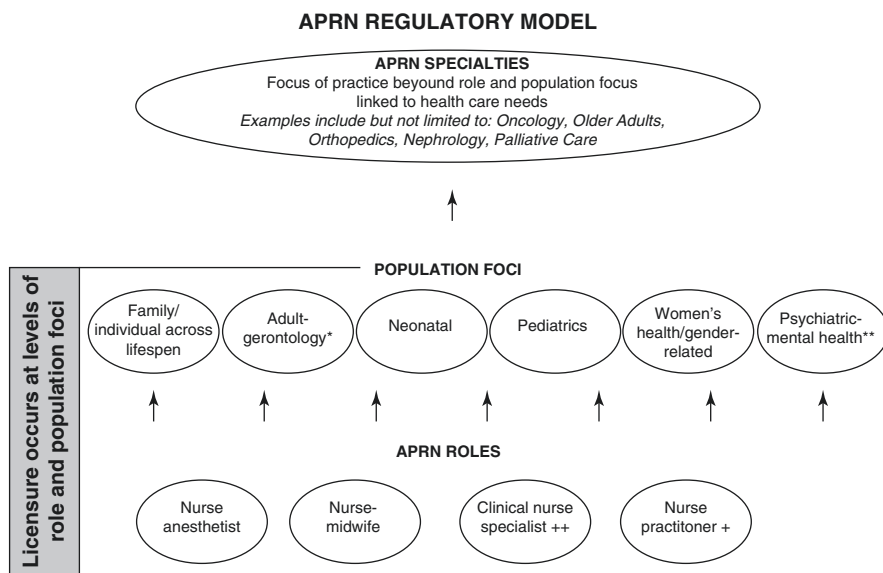 APRN REGULATORY MODEL
APRN SPECIALTIES
Focus of practice beyound role and population focus
linked to health care needs
Examples include but not limited to: Oncology, Older Adults,
Orthopedics, Nephrology, Palliative Care
Licensure occurs at levels of
role and population foci
POPULATION FOCI
Family/
individual across
lifespen
Adult-
gerontology*
Neonatal
Pediatrics
Women's
health/gender-
related
Psychiatric-
mental health**
APRN ROLES
Nurse
anesthetist
Nurse-
midwife
Clinical nurse
specialist ++
Nurse
practitoner +